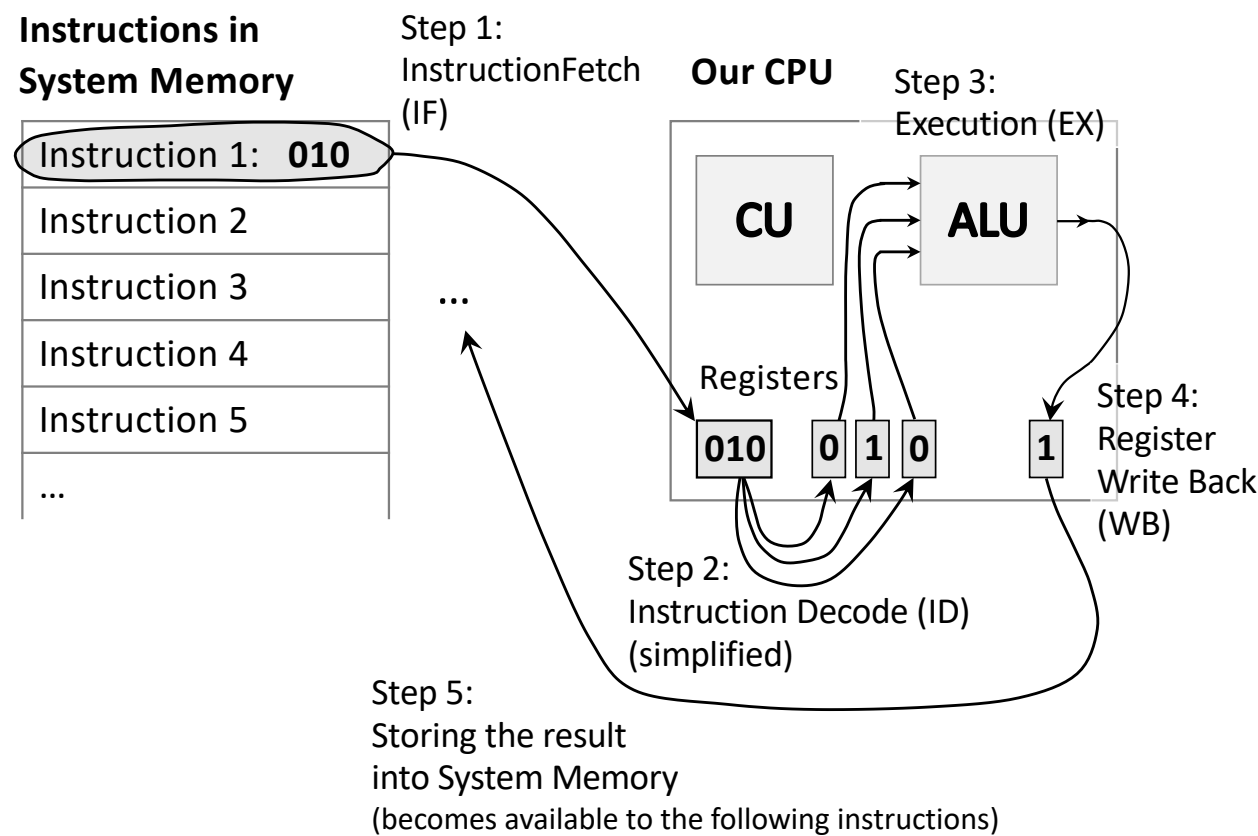 Instructions in
System Memory
Instruction 1: 010
Instruction 2
Instruction 3
Instruction 4
Instruction 5
...
Step 1:
InstructionFetch
(IF)
...
Our CPU
Step 3:
Execution (EX)
CU
ALU
Registers
010
0
1
0
1
Step 4:
Register
Write Back
(WB)
Step 2:
Instruction Decode (ID)
(simplified)
Step 5:
Storing the result
into System Memory
(becomes available to the following instructions)